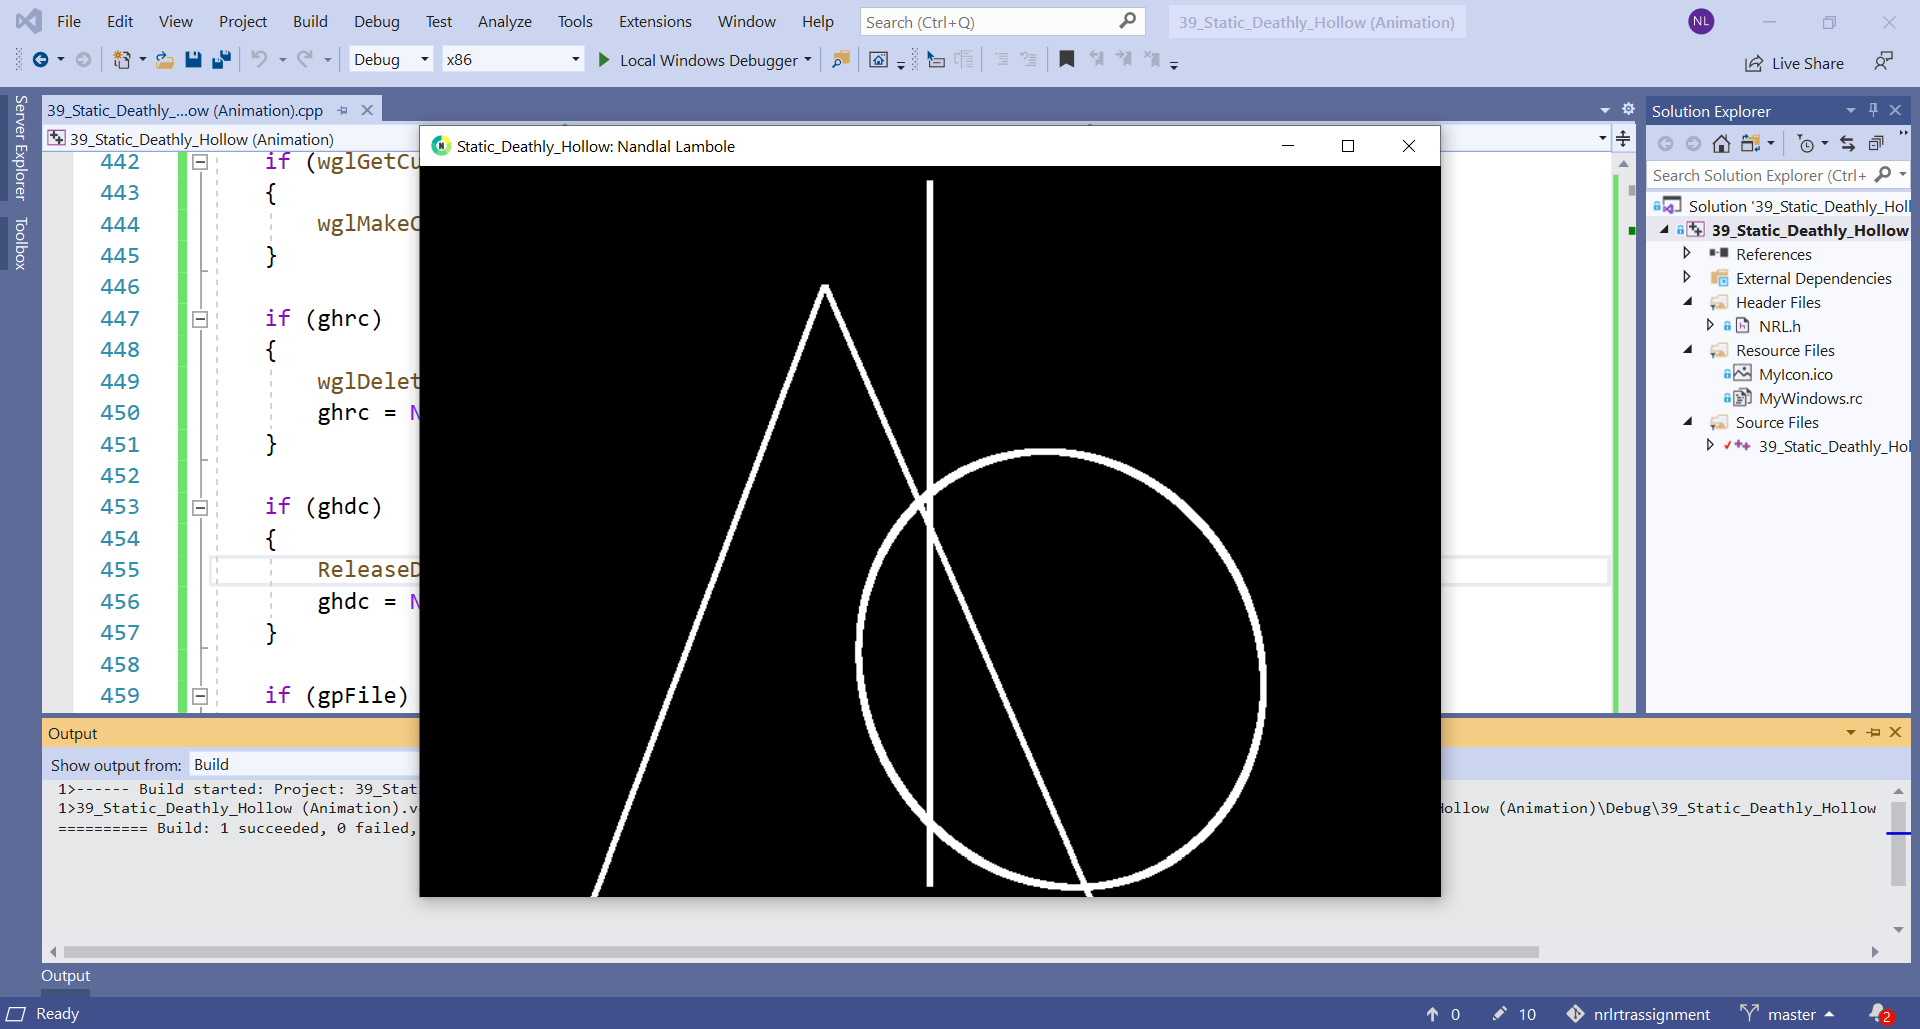 File Edit View Project Build Debug Test Analyze Tools Extensions Window Help Search (Ctrl+Q) 39_Static_Deathly_Hollow (Animation) NL
Debug x86 Local Windows Debugger Live Share
Server Explorer
Toolbox
39_Static_Deathly_...ow (Animation).cpp
39_Static_Deathly_Hollow (Animation)
442 if (wglGetCu
443 {
444 wglMakeC
445 }
446
447 if (ghrc)
448 {
449 wglDelet
450 ghrc = N
451 }
452
453 if (ghdc)
454 {
455 ReleaseD
456 ghdc = N
457 }
458
459 if (gpFile)
Static_Deathly_Hollow: Nandlal Lambole
N
Solution Explorer
Search Solution Explorer (Ctrl+
Solution '39_Static_Deathly_Holl
39_Static_Deathly_Hollow
References
External Dependencies
Header Files
NRL.h
Resource Files
MyIcon.ico
MyWindows.rc
Source Files
39_Static_Deathly_Hol
Output
Show output from: Build
1>------ Build started: Project: 39_Stat
1>39_Static_Deathly_Hollow (Animation).v
Hollow (Animation)\Debug\39_Static_Deathly_Hollow
========== Build: 1 succeeded, 0 failed,
Output
Ready 0 10 nrlrtrassignment master 2